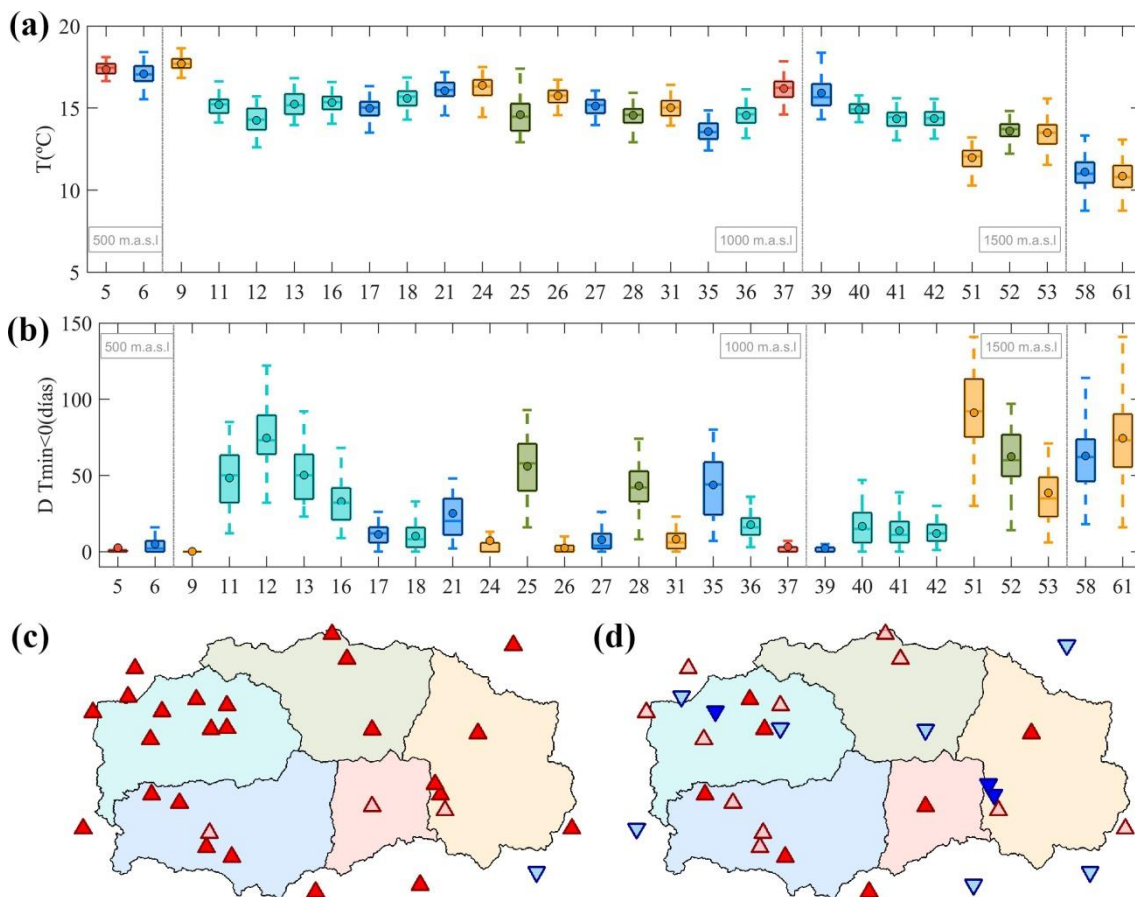 (a)
T(ºC)
20
15
10
5
500 m.a.s.l
1000 m.a.s.l
1500 m.a.s.l
5 6 9 11 12 13 16 17 18 21 24 25 26 27 28 31 35 36 37 39 40 41 42 51 52 53 58 61
(b)
D Tmin<0(días)
150
100
50
0
500 m.a.s.l
1000 m.a.s.l
1500 m.a.s.l
5 6 9 11 12 13 16 17 18 21 24 25 26 27 28 31 35 36 37 39 40 41 42 51 52 53 58 61
(c) (d)